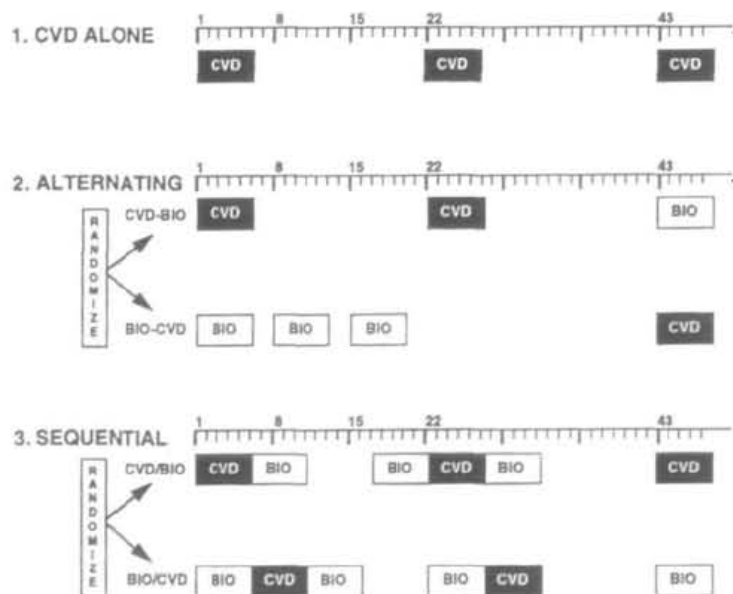 1 8 15 22 43
1. CVD ALONE
CVD CVD CVD
1 8 15 22 43
2. ALTERNATING
RANDOMIZE
CVD-BIO CVD CVD BIO
BIO-CVD BIO BIO BIO CVD
1 8 15 22 43
3. SEQUENTIAL
RANDOMIZE
CVD/BIO CVD BIO BIO CVD BIO CVD
BIO/CVD BIO CVD BIO BIO CVD BIO